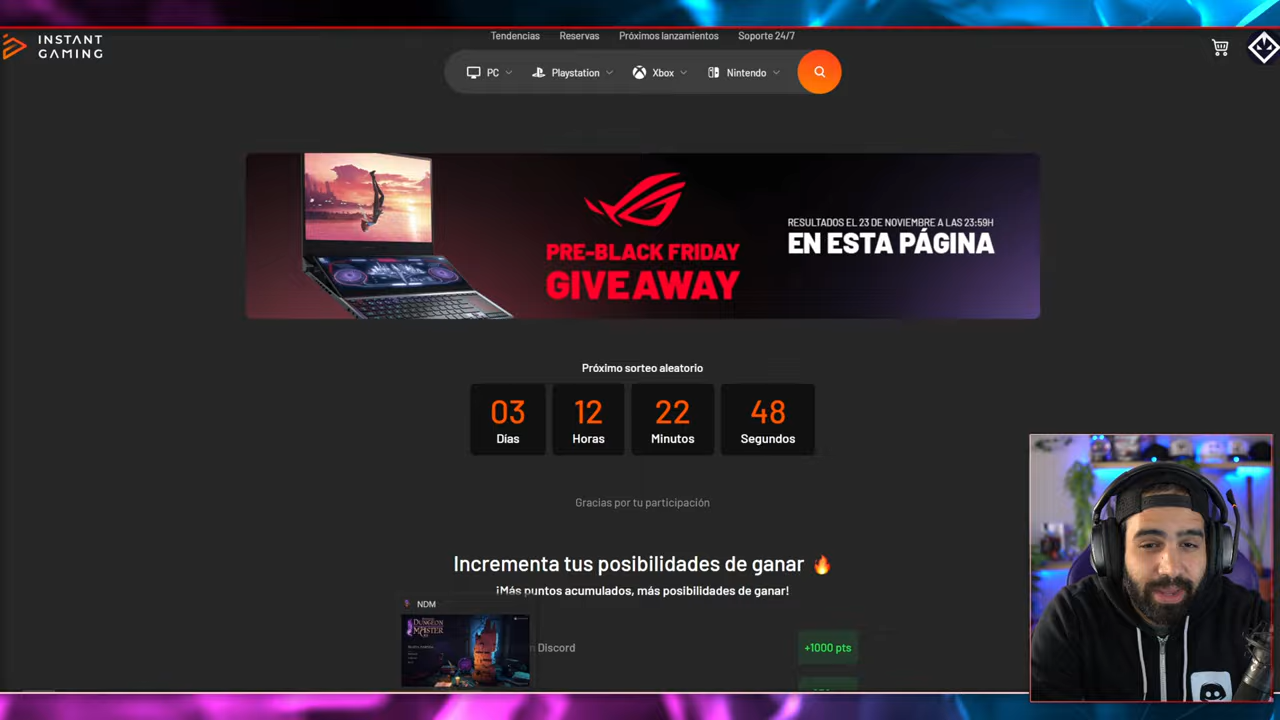 INSTANT
GAMING
Tendencias Reservas Próximos lanzamientos Soporte 24/7
PC Playstation Xbox Nintendo
PRE-BLACK FRIDAY
GIVEAWAY
RESULTADOS EL 23 DE NOVIEMBRE A LAS 23:59H
EN ESTA PÁGINA
Próximo sorteo aleatorio
03 12 22 48
Días Horas Minutos Segundos
Gracias por tu participación
Incrementa tus posibilidades de ganar
¡Más puntos acumulados, más posibilidades de ganar!
NDM
DUNGEON
MASTER
Discord
+1000 pts